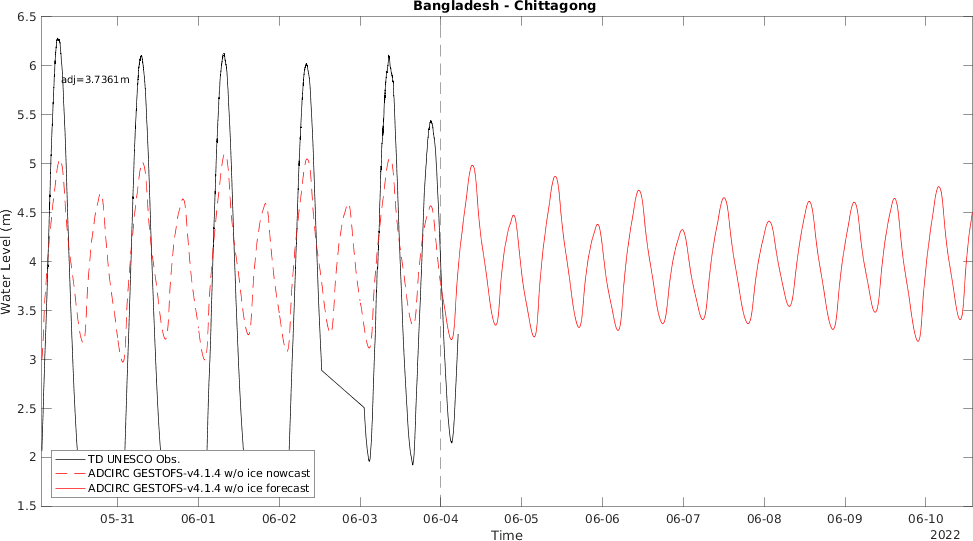 Bangladesh - Chittagong
6.5
6
5.5
5
4.5
4
3.5
3
2.5
2
1.5
Water Level (m)
adj=3.7361m
TD UNESCO Obs.
ADCIRC GESTOFS-v4.1.4 w/o ice nowcast
ADCIRC GESTOFS-v4.1.4 w/o ice forecast
05-31 06-01 06-02 06-03 06-04 06-05 06-06 06-07 06-08 06-09 06-10
Time
2022